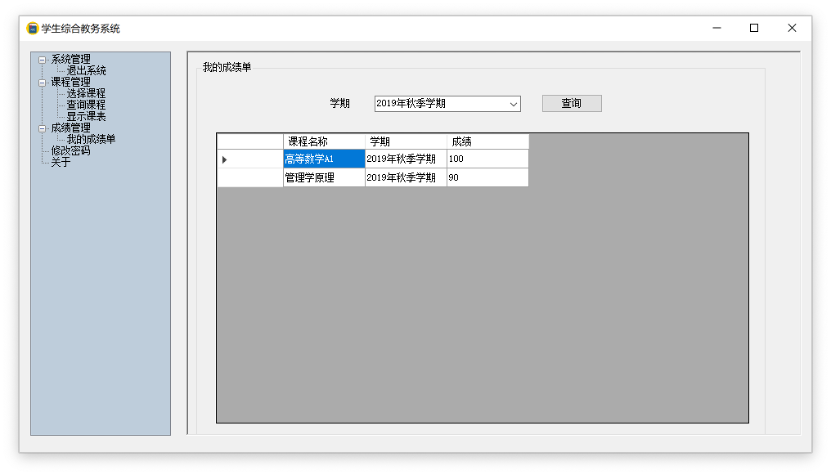 学生综合教务系统
系统管理
退出系统
课程管理
选择课程
查询课程
显示课表
成绩管理
我的成绩单
修改密码
关于
我的成绩单
学期 2019年秋季学期 查询
课程名称 学期 成绩
高等数学A1 2019年秋季学期 100
管理学原理 2019年秋季学期 90